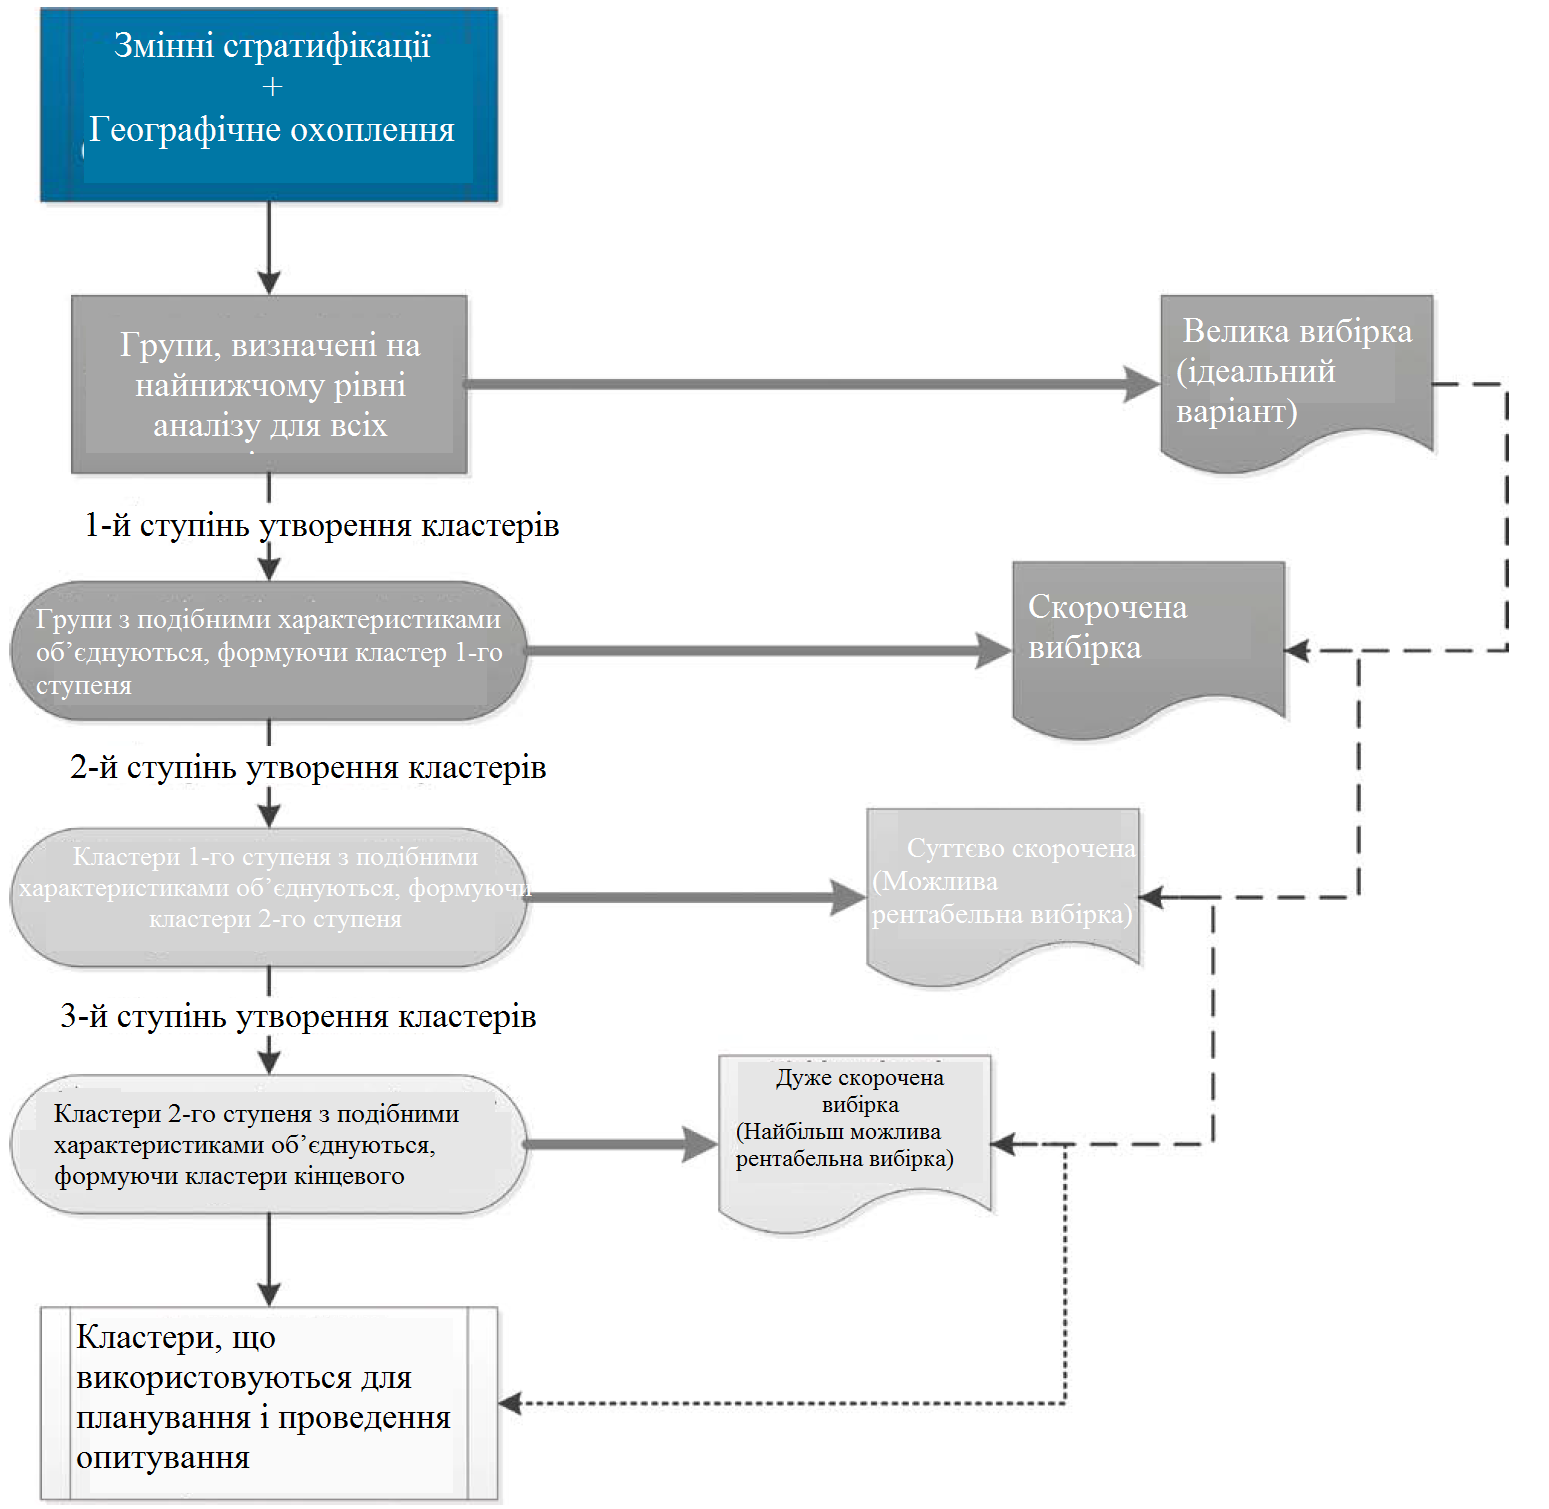 Змінні стратифікації
+
Географічне охоплення
Групи, визначені на
найнижчому рівні
аналізу для всіх
Велика вибірка
(ідеальний
варіант)
1-й ступінь утворення кластерів
Групи з подібними характеристиками
об’єднуються, формуючи кластер 1-го
ступеня
Скорочена
вибірка
2-й ступінь утворення кластерів
Кластери 1-го ступеня з подібними
характеристиками об’єднуються, формуючи
кластери 2-го ступеня
Суттєво скорочена
(Можлива
рентабельна вибірка)
3-й ступінь утворення кластерів
Кластери 2-го ступеня з подібними
характеристиками об’єднуються,
формуючи кластери кінцевого
Дуже скорочена
вибірка
(Найбільш можлива
рентабельна вибірка)
Кластери, що
використовуються для
планування і проведення
опитування